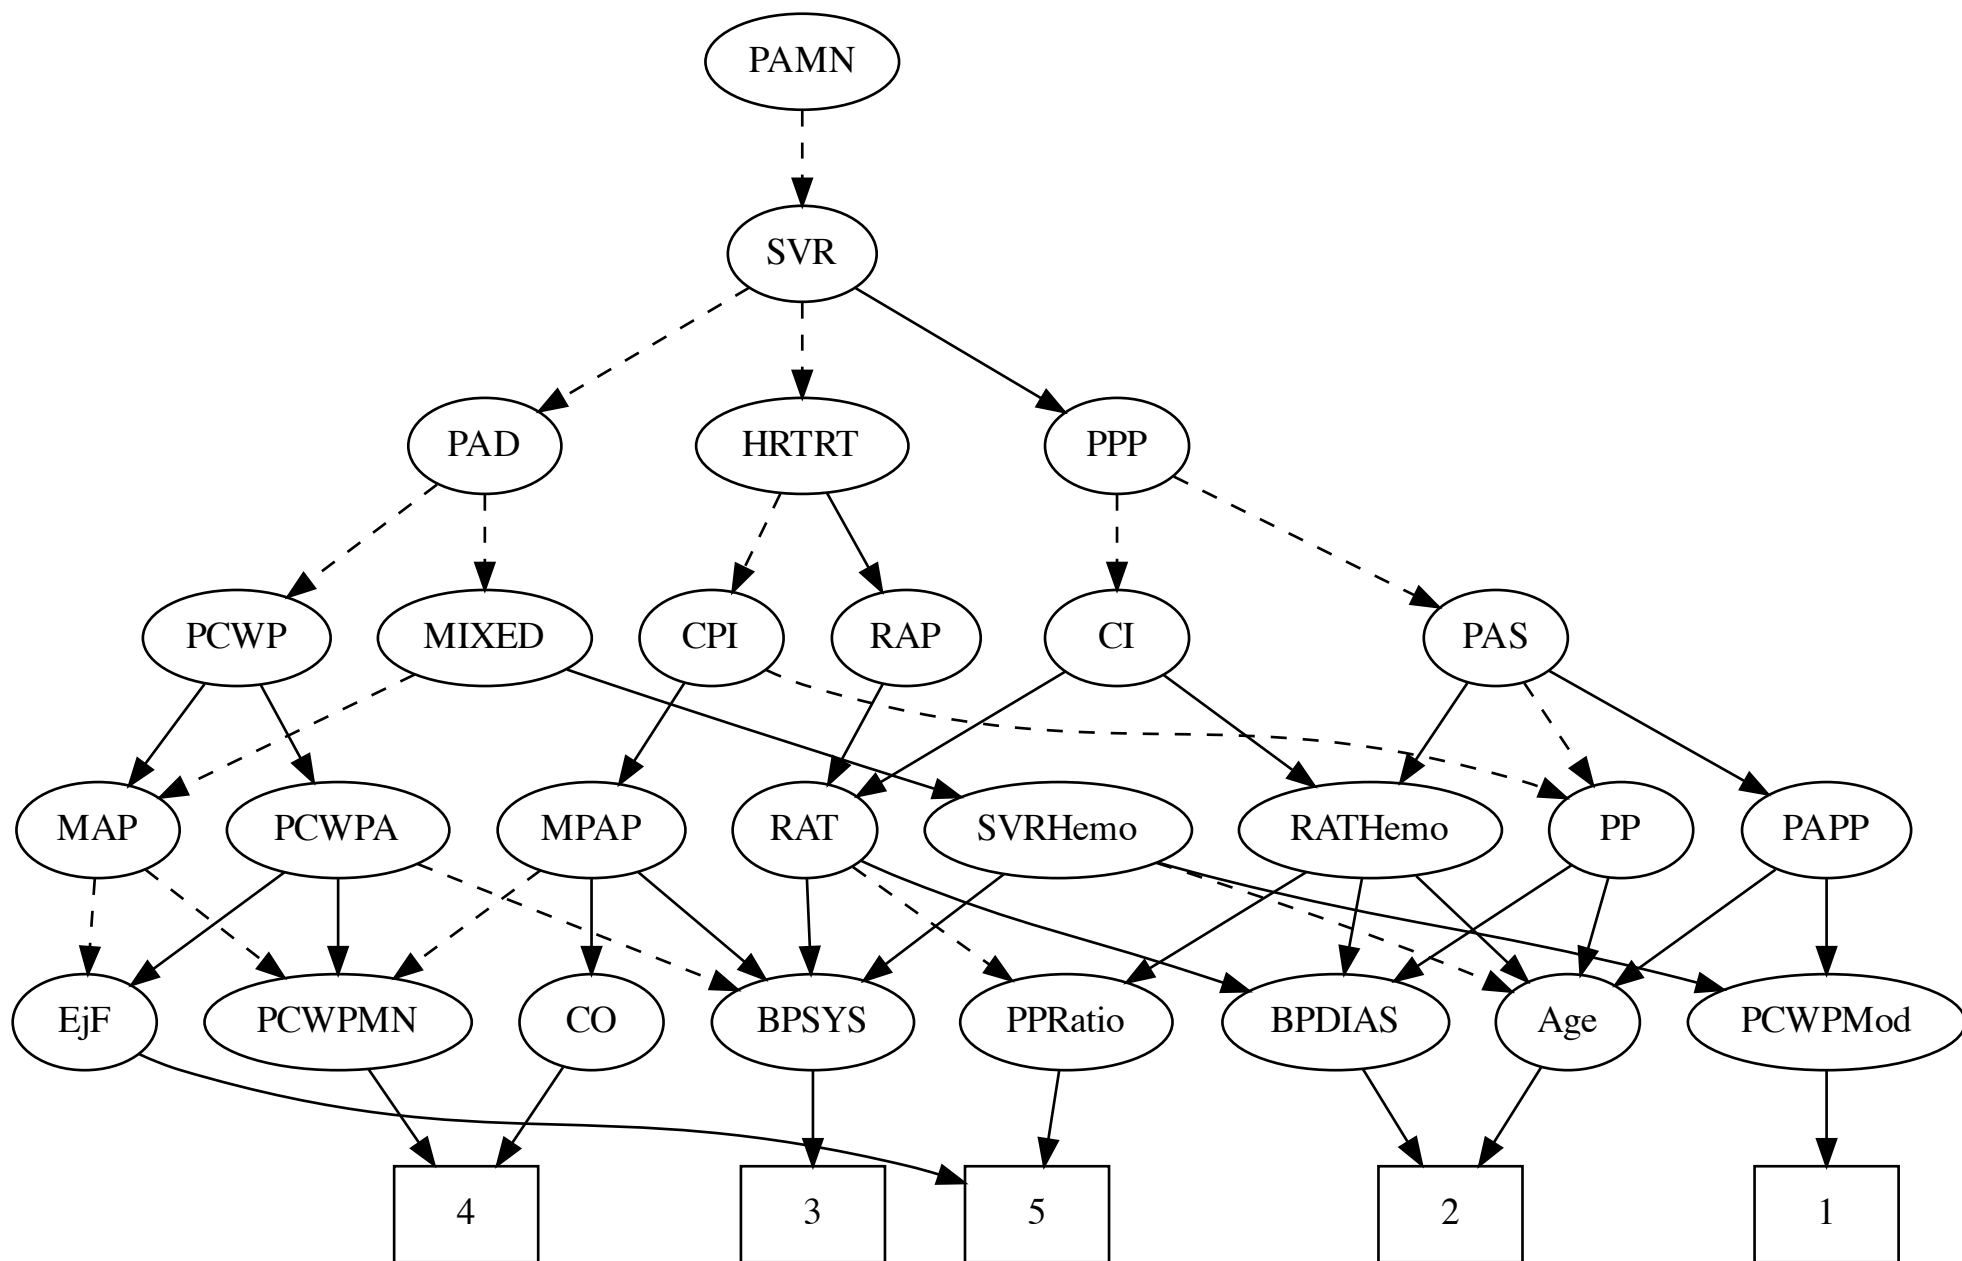 PAMN
SVR
PAD
HRTRT
PPP
PCWP
MIXED
CPI
RAP
CI
PAS
MAP
PCWPA
MPAP
RAT
SVRHemo
RATHemo
PP
PAPP
EjF
PCWPMN
CO
BPSYS
PPRatio
BPDIAS
Age
PCWPMod
4
3
5
2
1